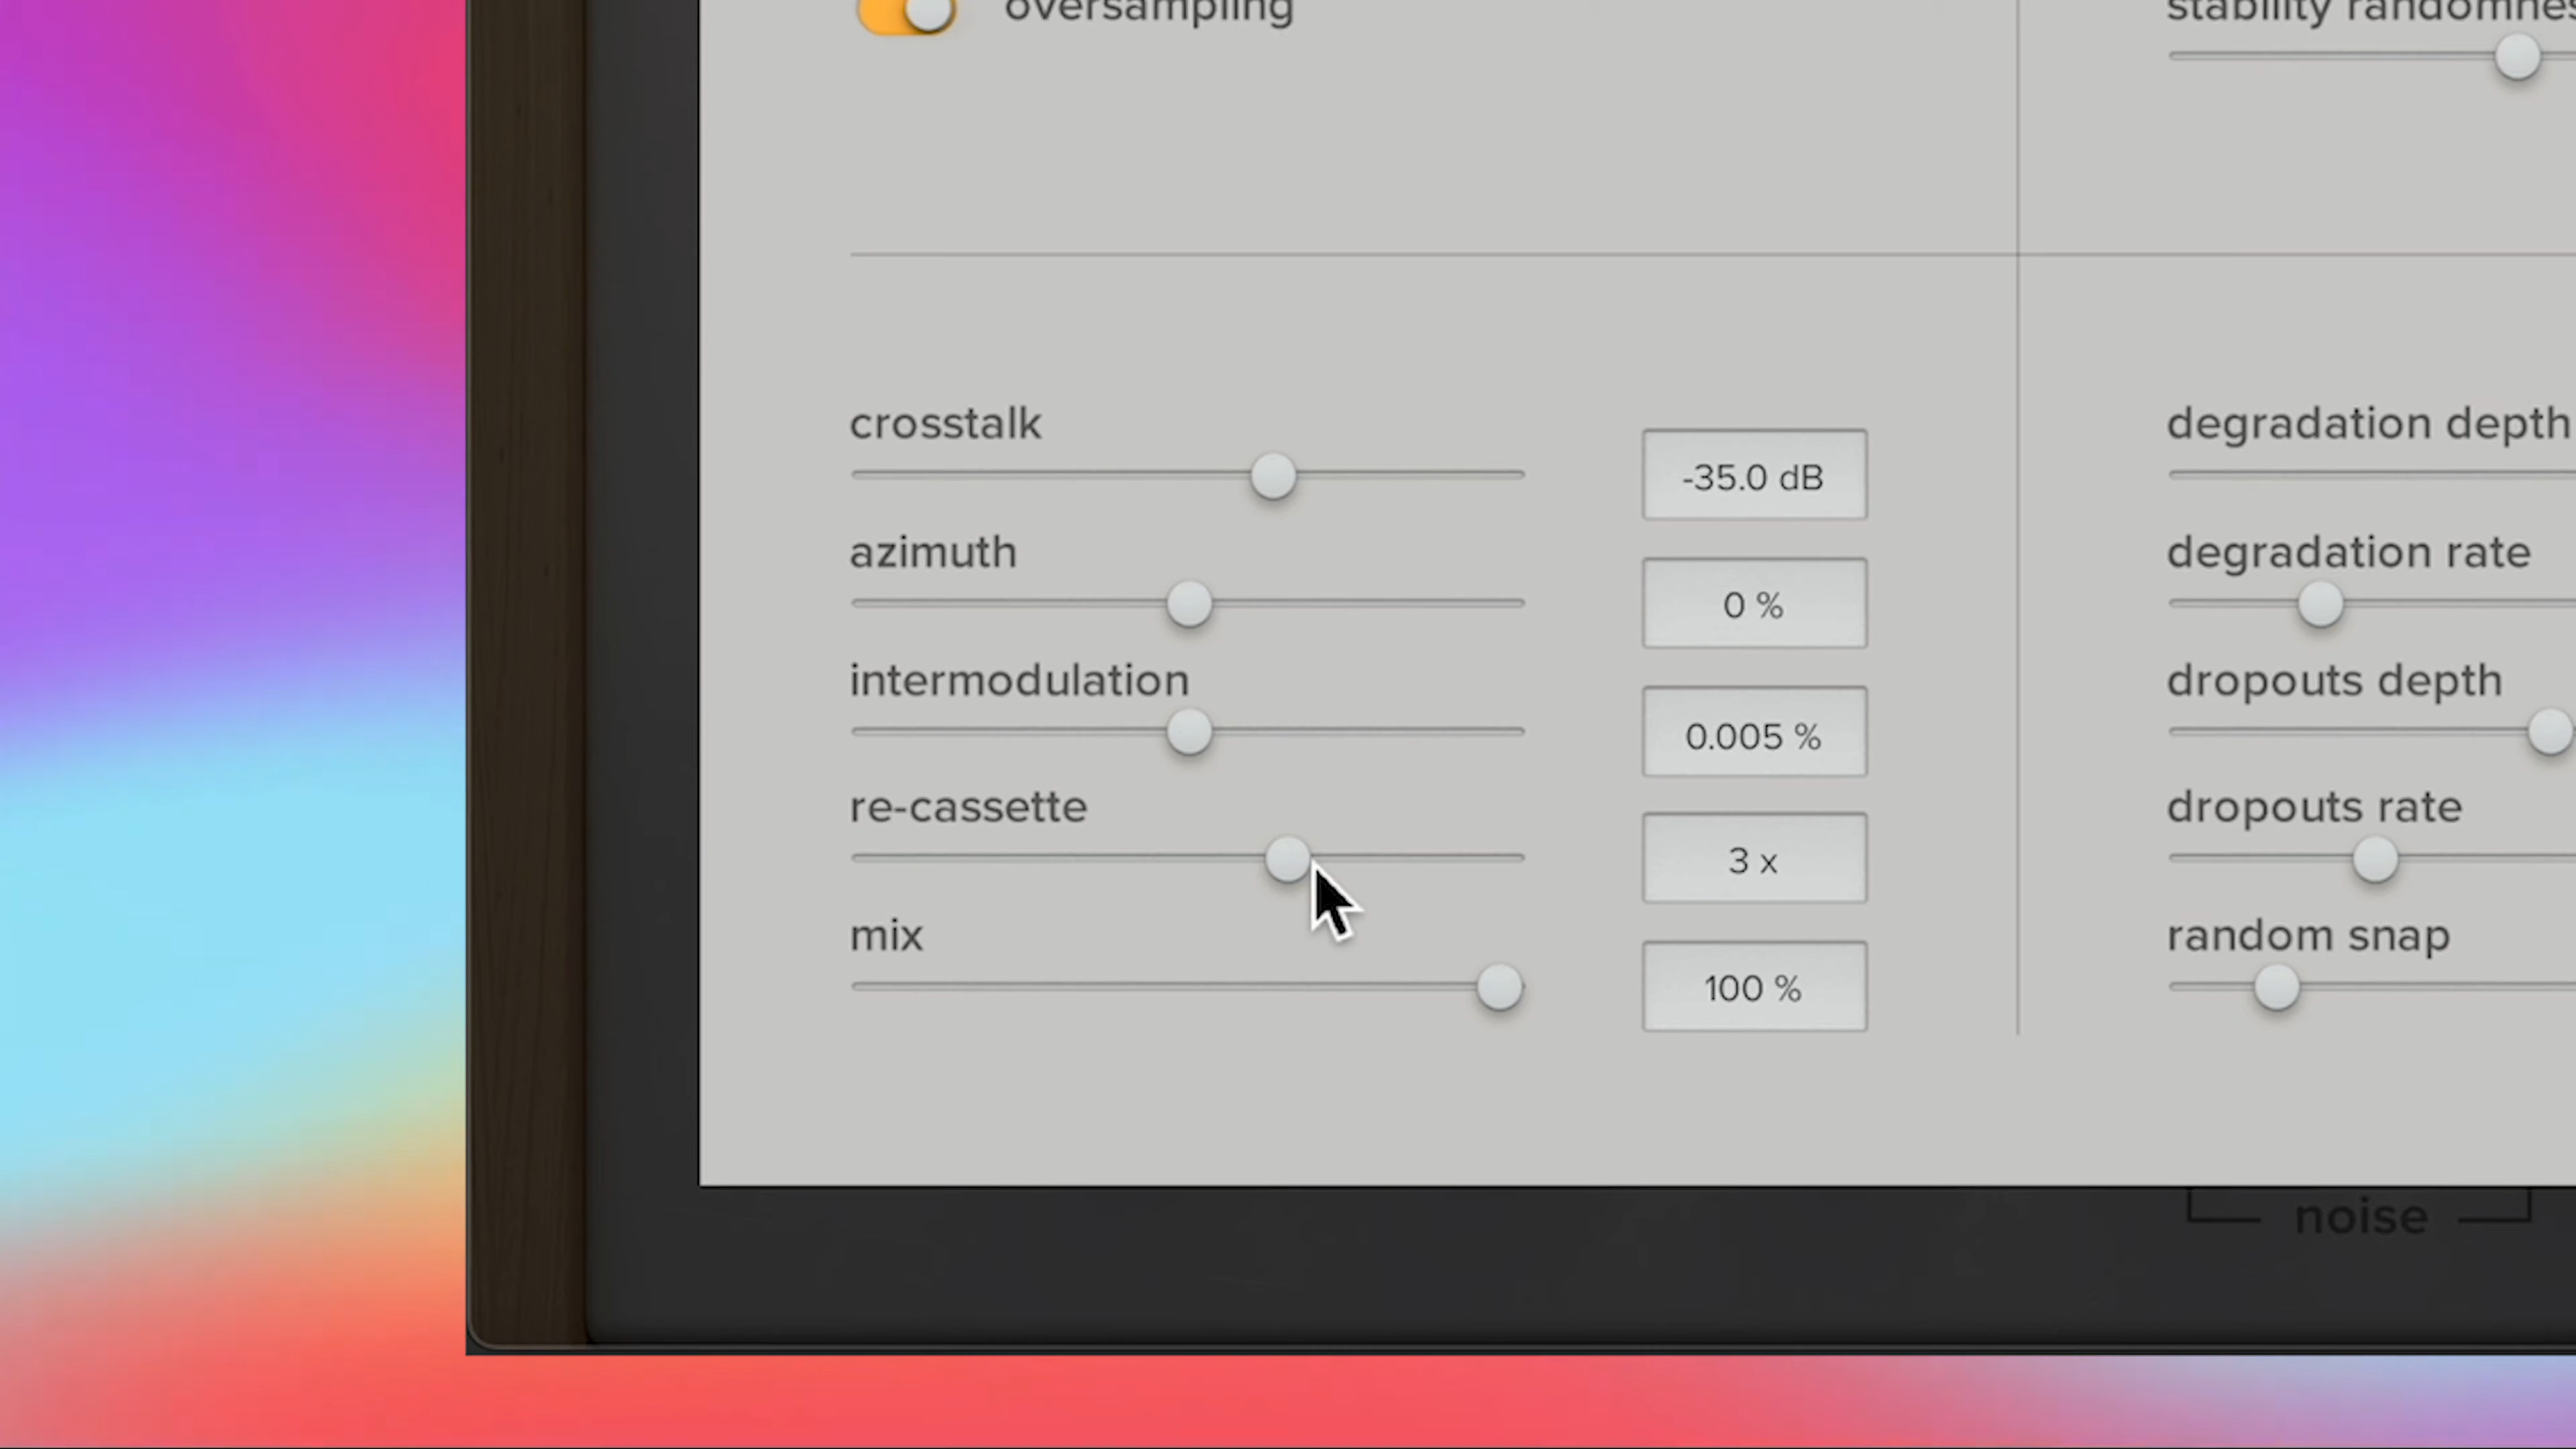 oversampling
stability
crosstalk
-35.0 dB
azimuth
0 %
intermodulation
0.005 %
re-cassette
3 x
mix
100 %
degradation depth
degradation rate
dropouts depth
dropouts rate
random snap
noise